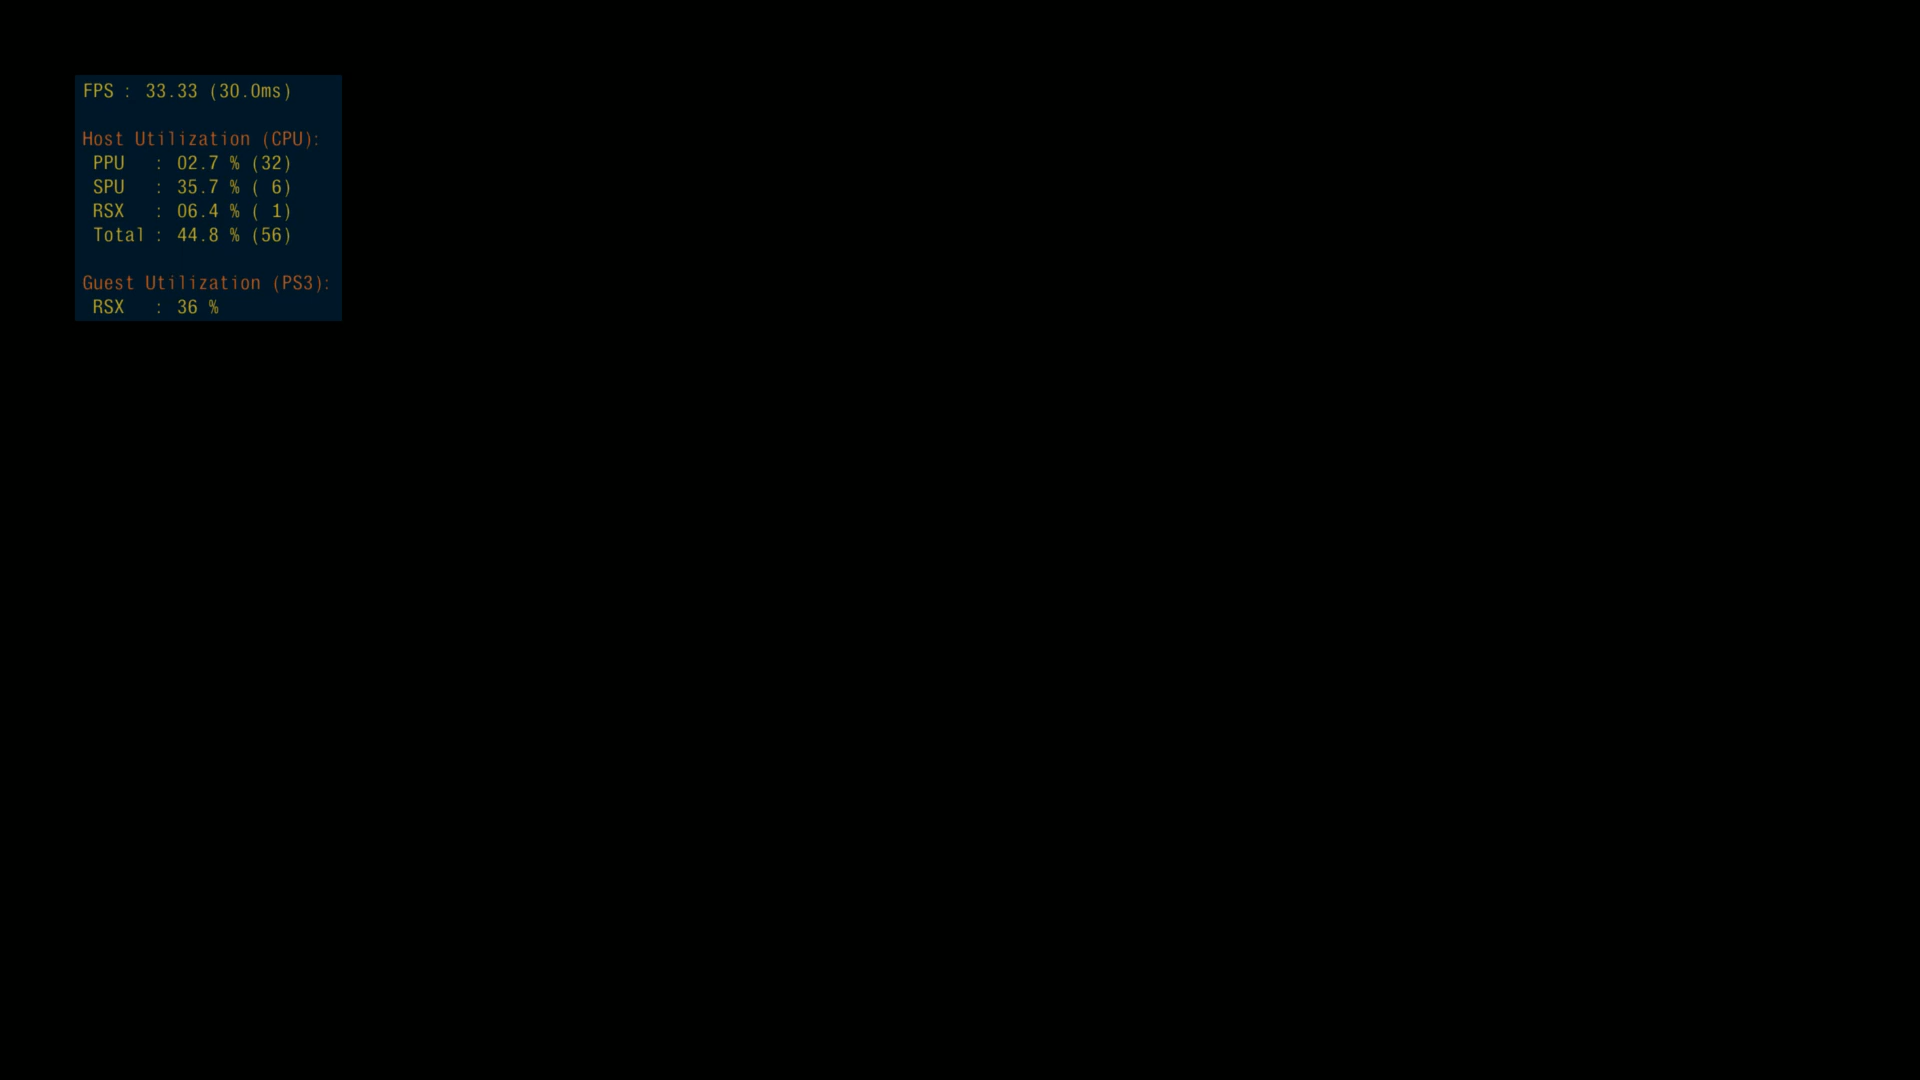 FPS : 33.33 (30.0ms)
Host Utilization (CPU):
PPU : 02.7 % (32)
SPU : 35.7 % ( 6)
RSX : 06.4 % ( 1)
Total : 44.8 % (56)
Guest Utilization (PS3):
RSX : 36 %